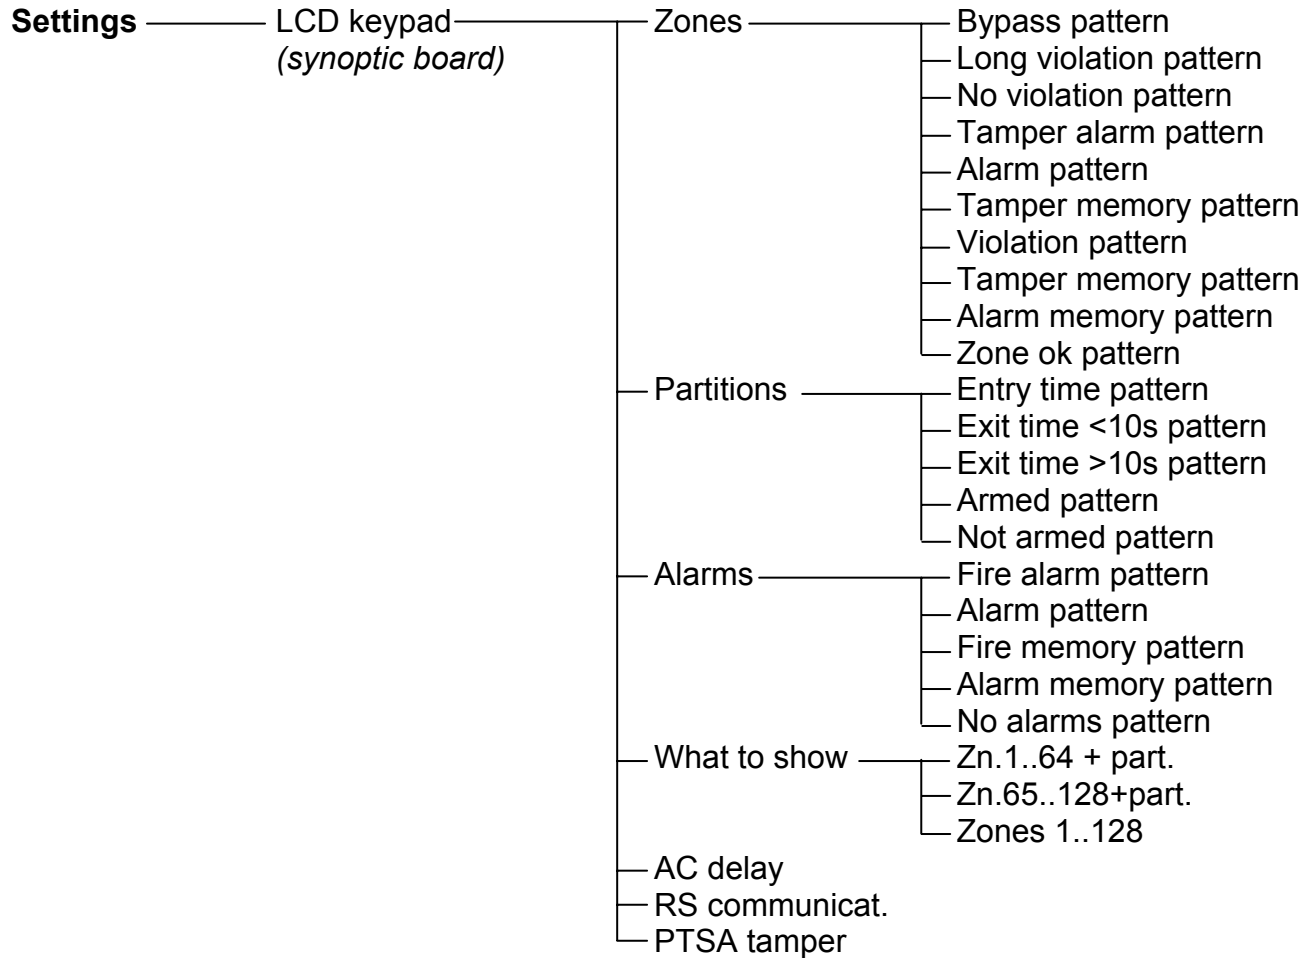 Settings LCD keypad Zones Bypass pattern
(synoptic board) Long violation pattern
No violation pattern
Tamper alarm pattern
Alarm pattern
Tamper memory pattern
Violation pattern
Tamper memory pattern
Alarm memory pattern
Zone ok pattern
Partitions Entry time pattern
Exit time <10s pattern
Exit time >10s pattern
Armed pattern
Not armed pattern
Alarms Fire alarm pattern
Alarm pattern
Fire memory pattern
Alarm memory pattern
No alarms pattern
What to show Zn.1..64 + part.
Zn.65..128+part.
Zones 1..128
AC delay
RS communicat.
PTSA tamper